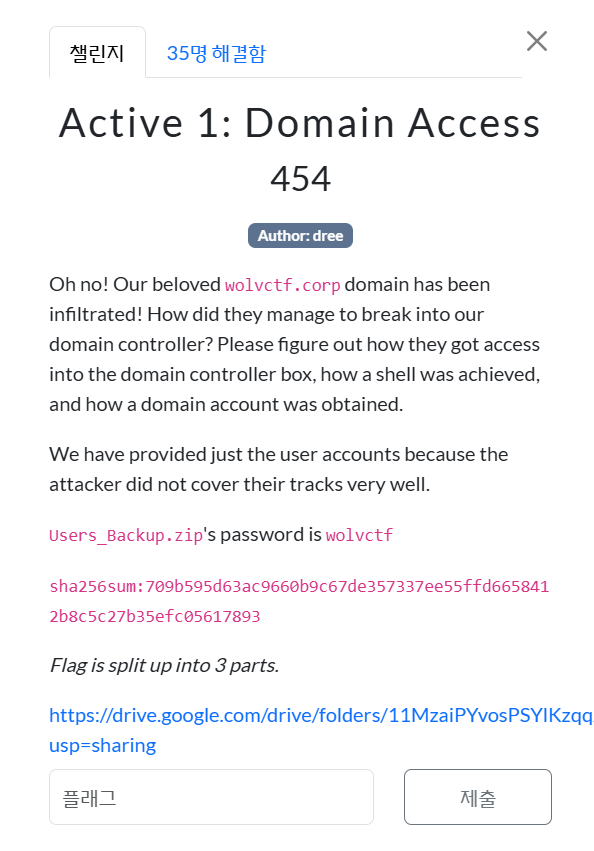 챌린지
35명 해결함
Active 1: Domain Access
454
Author: dree
Oh no! Our beloved wolvctf.corp domain has been
infiltrated! How did they manage to break into our
domain controller? Please figure out how they got access
into the domain controller box, how a shell was achieved,
and how a domain account was obtained.
We have provided just the user accounts because the
attacker did not cover their tracks very well.
Users_Backup.zip's password is wolvctf
sha256sum:709b595d63ac9660b9c67de357337ee55ffd665841
2b8c5c27b35efc05617893
Flag is split up into 3 parts.
https://drive.google.com/drive/folders/11MzaiPYvosPSYIKzqq
usp=sharing
플래그
제출